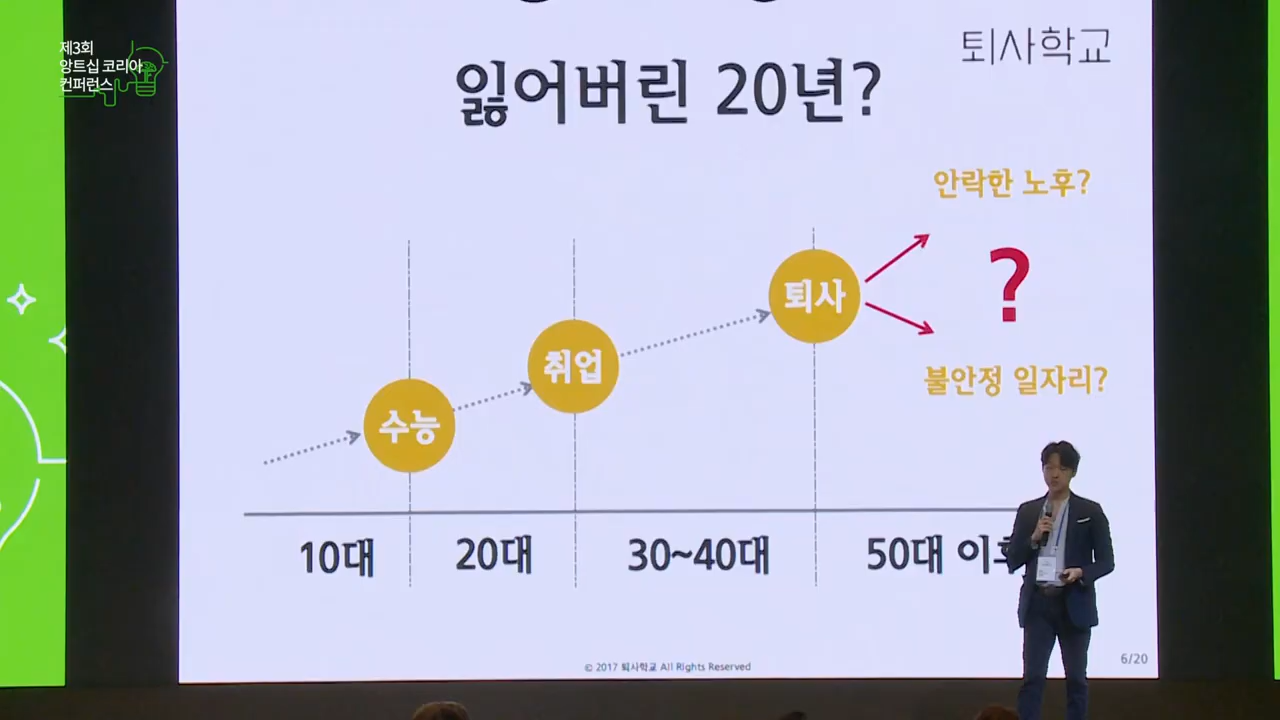 제3회
앙트십 코리아
컨퍼런스
퇴사학교
잃어버린 20년?
안락한 노후?
?
퇴사
취업
불안정 일자리?
수능
10대
20대
30~40대
50대 이후
© 2017 퇴사학교 All Rights Reserved
6/20